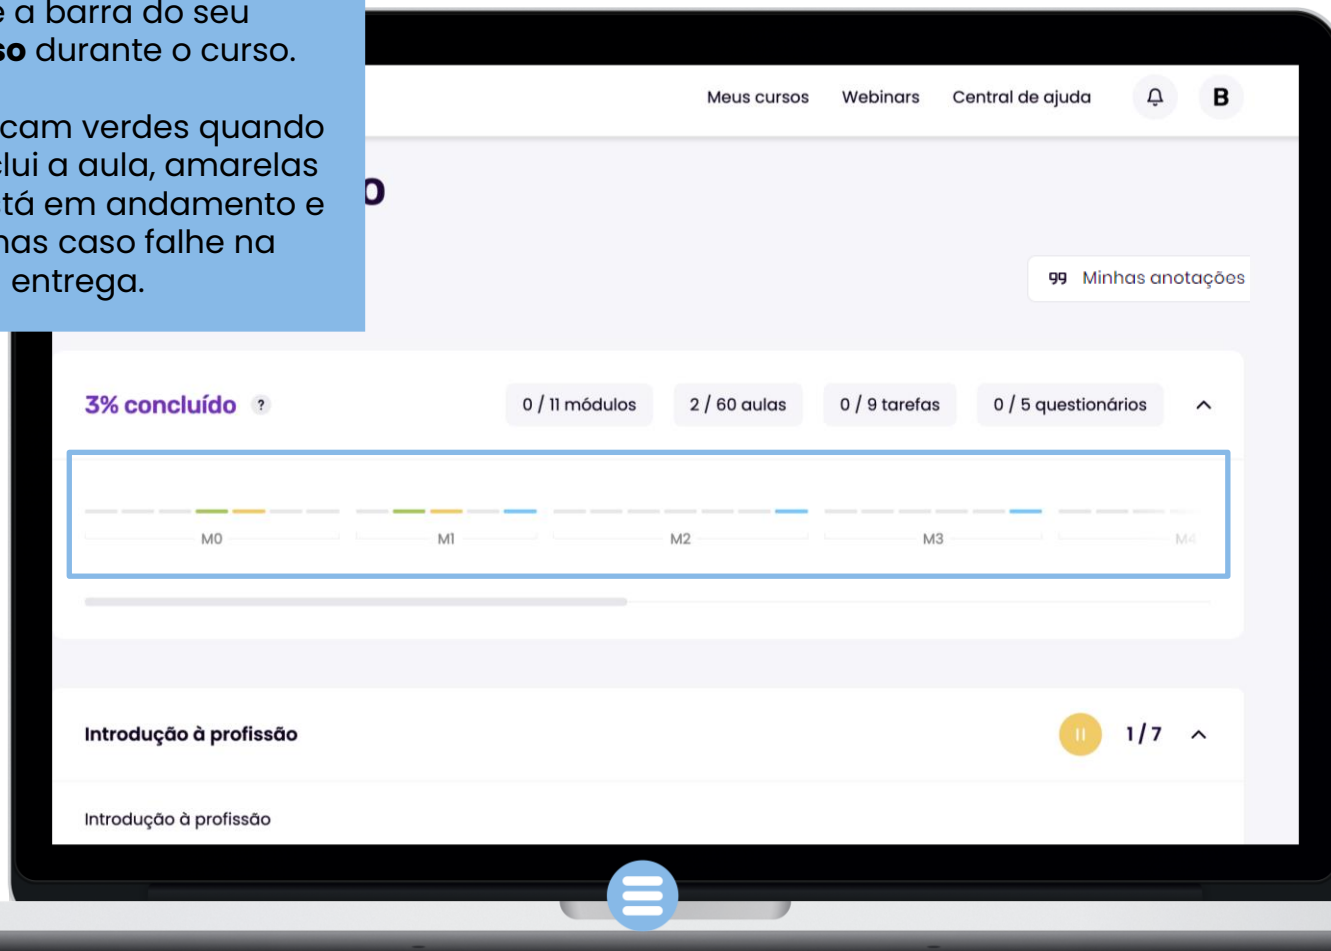 a barra do seu
so durante o curso.
cam verdes quando
lui a aula, amarelas
tá em andamento e
nas caso falhe na
entrega.
Meus cursos Webinars Central de ajuda B
o
Minhas anotações
3% concluído ? 0 / 11 módulos 2 / 60 aulas 0 / 9 tarefas 0 / 5 questionários
M0 M1 M2 M3 M4
Introdução à profissão 1 / 7
Introdução à profissão